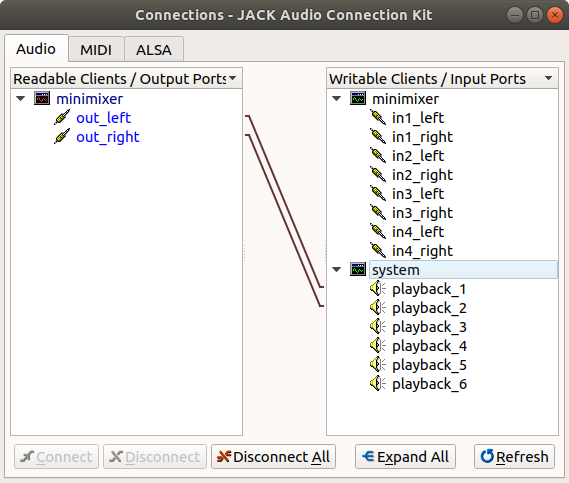 Connections - JACK Audio Connection Kit
Audio MIDI ALSA
Readable Clients / Output Ports
minimixer
out_left
out_right
Writable Clients / Input Ports
minimixer
in1_left
in1_right
in2_left
in2_right
in3_left
in3_right
in4_left
in4_right
system
playback_1
playback_2
playback_3
playback_4
playback_5
playback_6
Connect Disconnect Disconnect All Expand All Refresh